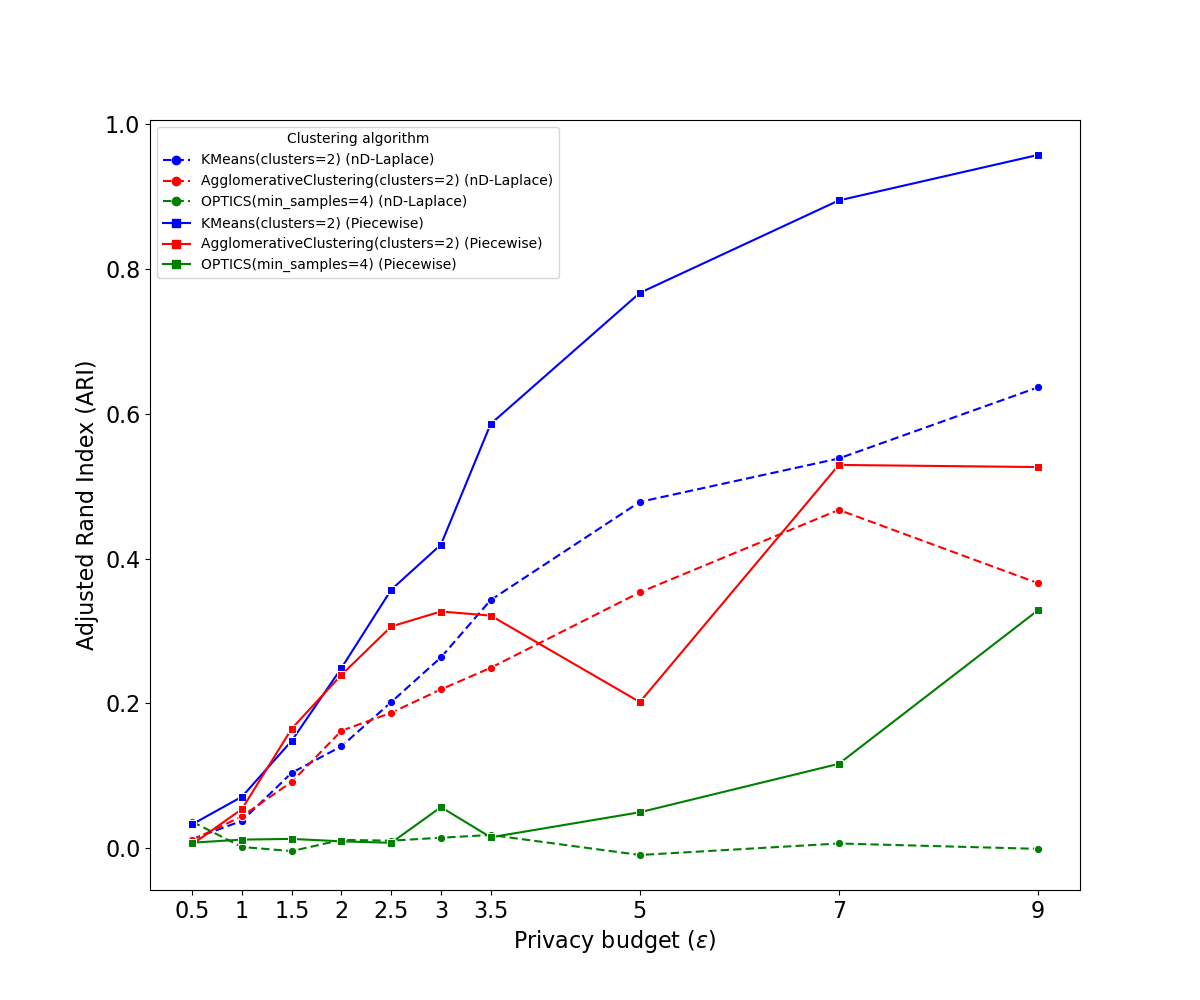 1.0
0.8
0.6
0.4
0.2
0.0
Adjusted Rand Index (ARI)
Clustering algorithm
KMeans(clusters=2) (nD-Laplace)
AgglomerativeClustering(clusters=2) (nD-Laplace)
OPTICS(min_samples=4) (nD-Laplace)
KMeans(clusters=2) (Piecewise)
AgglomerativeClustering(clusters=2) (Piecewise)
OPTICS(min_samples=4) (Piecewise)
0.5 1 1.5 2 2.5 3 3.5 5 7 9
Privacy budget (ε)